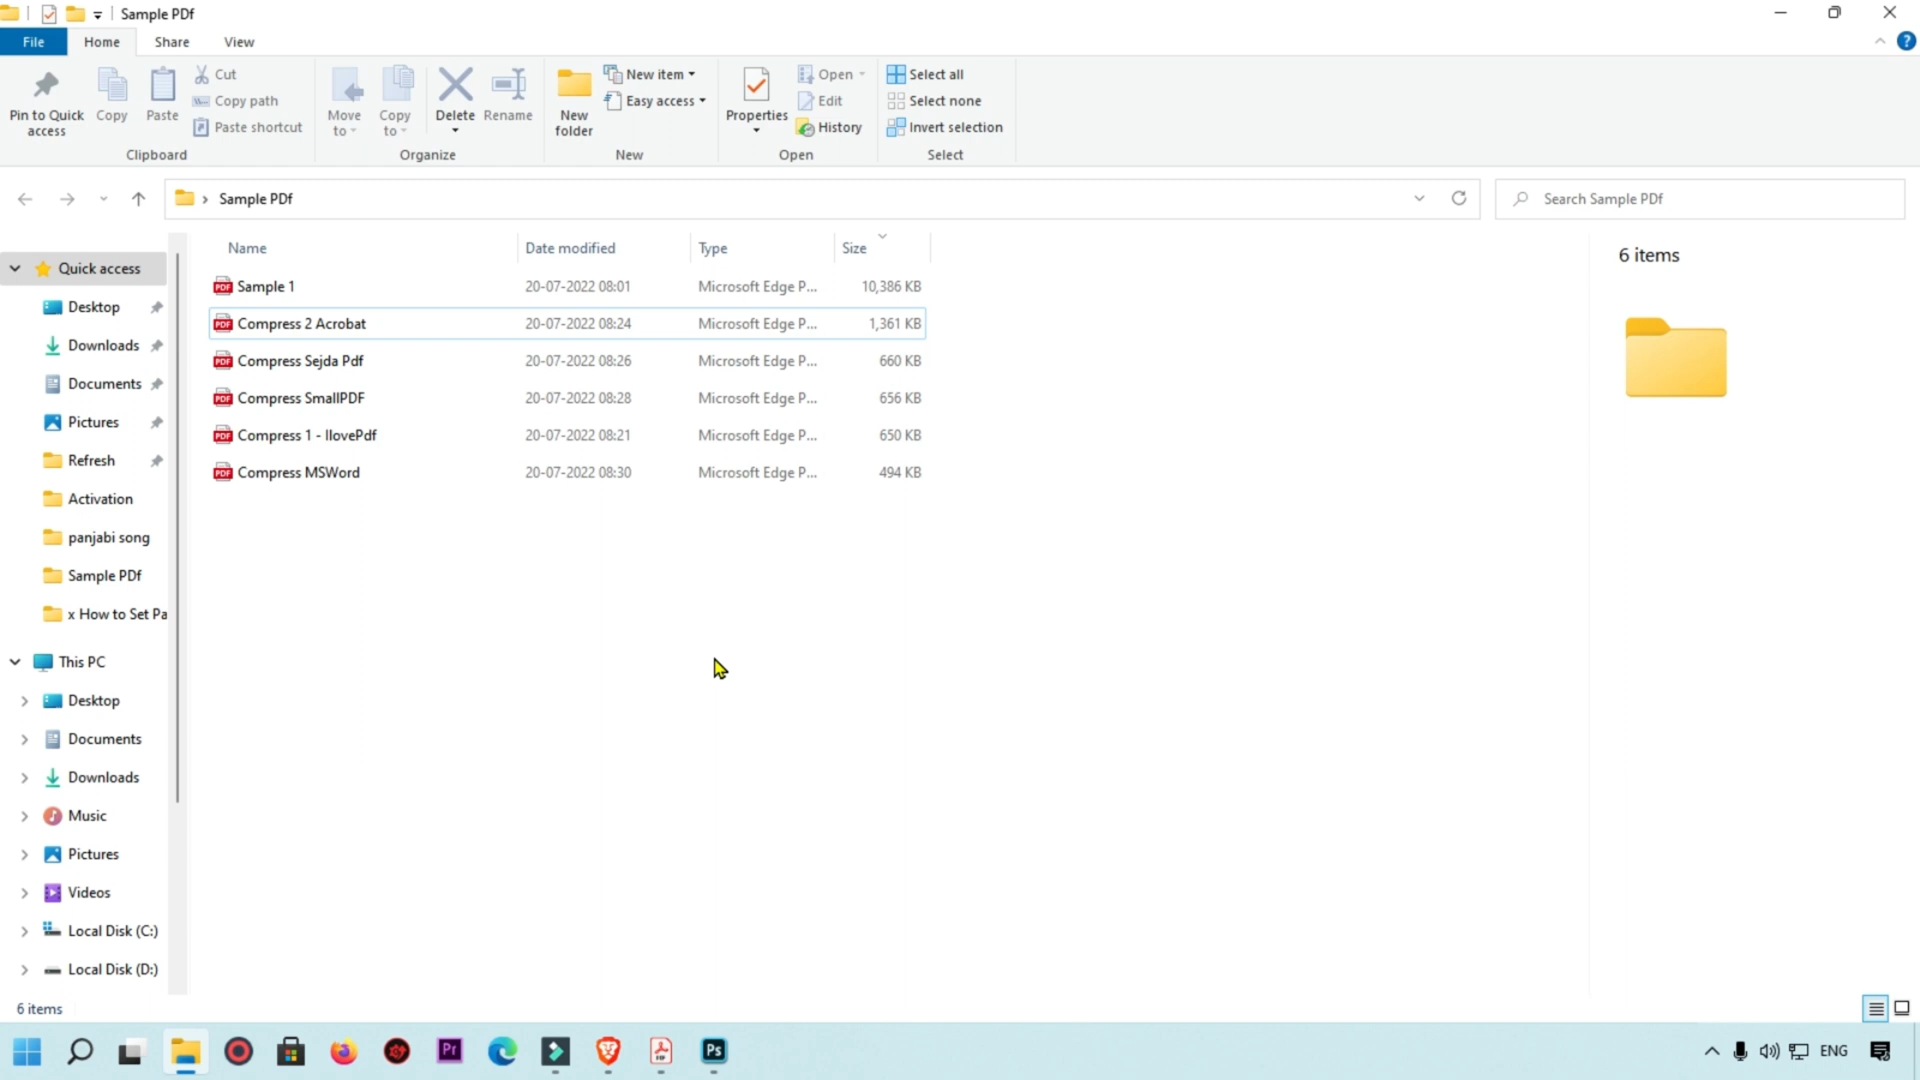 Sample PDf
File Home Share View
Pin to Quick access
Copy
Paste
Cut
Copy path
Paste shortcut
Clipboard
Move to
Copy to
Delete
Rename
Organize
New folder
New item
Easy access
New
Properties
Open
Edit
History
Open
Select all
Select none
Invert selection
Select
Sample PDf
Search Sample PDf
Quick access
Desktop
Downloads
Documents
Pictures
Refresh
Activation
panjabi song
Sample PDf
x How to Set Pa
This PC
Desktop
Documents
Downloads
Music
Pictures
Videos
Local Disk (C:)
Local Disk (D:)
Name Date modified Type Size
Sample 1 20-07-2022 08:01 Microsoft Edge P... 10,386 KB
Compress 2 Acrobat 20-07-2022 08:24 Microsoft Edge P... 1,361 KB
Compress Sejda Pdf 20-07-2022 08:26 Microsoft Edge P... 660 KB
Compress SmallPDF 20-07-2022 08:28 Microsoft Edge P... 656 KB
Compress 1 - IlovePdf 20-07-2022 08:21 Microsoft Edge P... 650 KB
Compress MSWord 20-07-2022 08:30 Microsoft Edge P... 494 KB
6 items
6 items
Pr
Ps
ENG